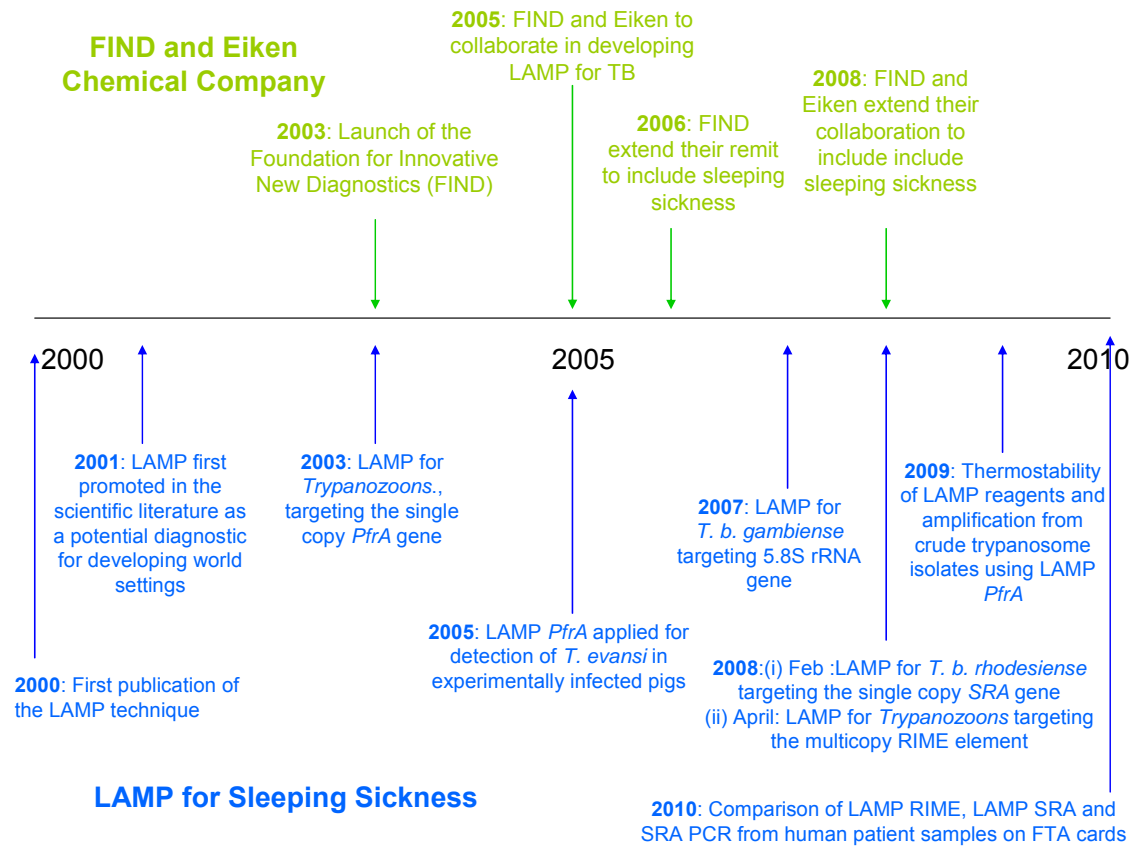 FIND and Eiken
Chemical Company
2003: Launch of the
Foundation for Innovative
New Diagnostics (FIND)
2005: FIND and Eiken to
collaborate in developing
LAMP for TB
2006: FIND
extend their remit
to include sleeping
sickness
2008: FIND and
Eiken extend their
collaboration to
include include
sleeping sickness
2000
2005
2010
2000: First publication of
the LAMP technique
2001: LAMP first
promoted in the
scientific literature as
a potential diagnostic
for developing world
settings
2003: LAMP for
Trypanozoons.,
targeting the single
copy PfrA gene
2005: LAMP PfrA applied for
detection of T. evansi in
experimentally infected pigs
2007: LAMP for
T. b. gambiense
targeting 5.8S rRNA
gene
2008:(i) Feb :LAMP for T. b. rhodesiense
targeting the single copy SRA gene
(ii) April: LAMP for Trypanozoons targeting
the multicopy RIME element
2009: Thermostability
of LAMP reagents and
amplification from
crude trypanosome
isolates using LAMP
PfrA
2010: Comparison of LAMP RIME, LAMP SRA and
SRA PCR from human patient samples on FTA cards
LAMP for Sleeping Sickness